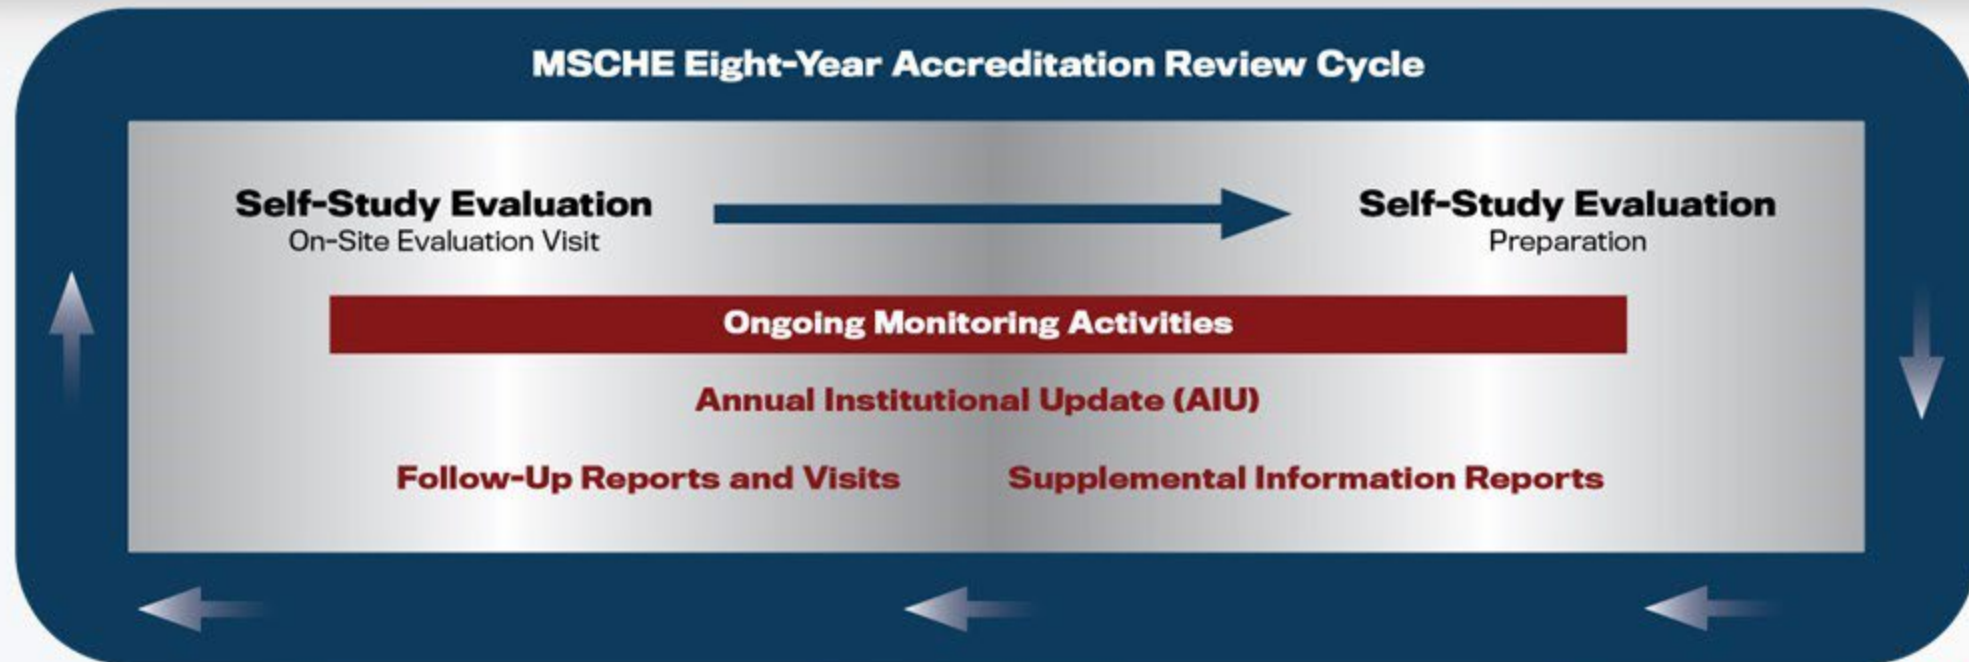 MSCHE Eight-Year Accreditation Review Cycle
Self-Study Evaluation
On-Site Evaluation Visit
Self-Study Evaluation
Preparation
Ongoing Monitoring Activities
Annual Institutional Update (AIU)
Follow-Up Reports and Visits
Supplemental Information Reports